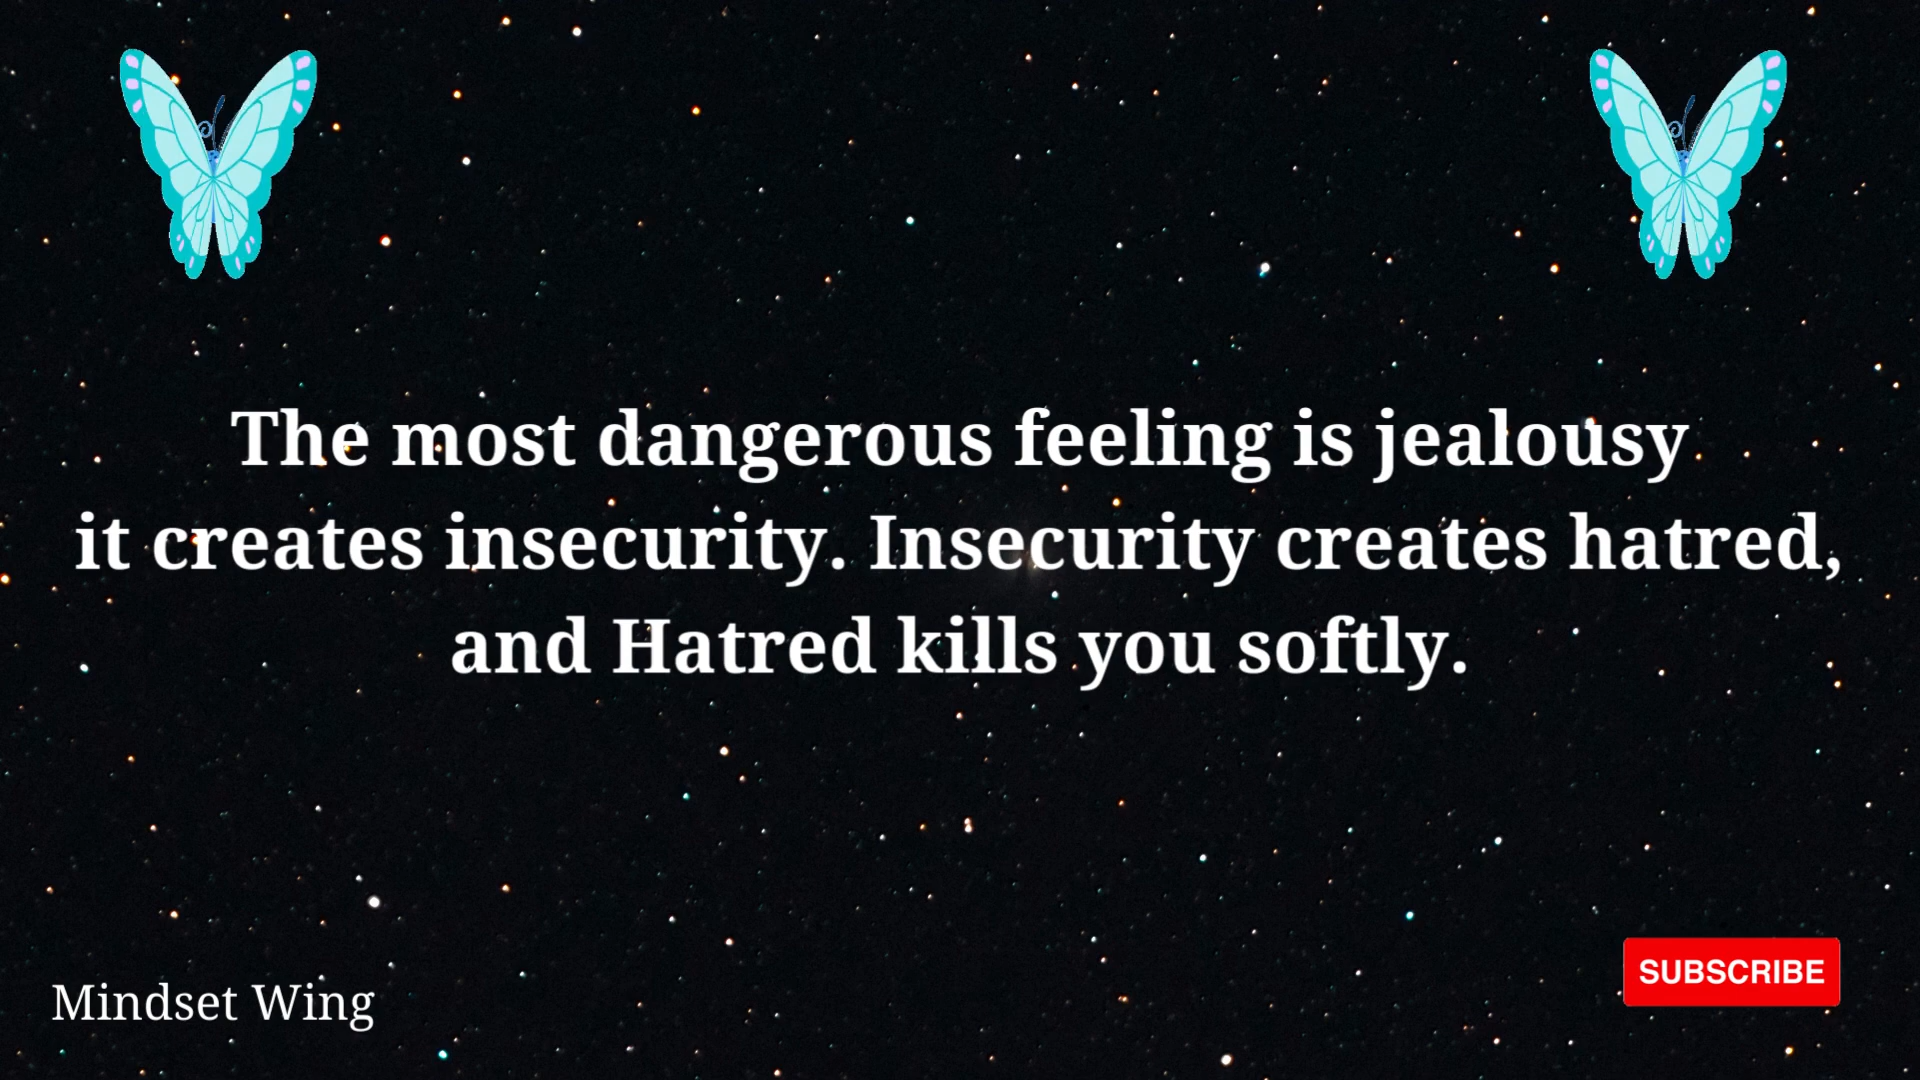 The most dangerous feeling is jealousy
it creates insecurity. Insecurity creates hatred,
and Hatred kills you softly.
Mindset Wing
SUBSCRIBE